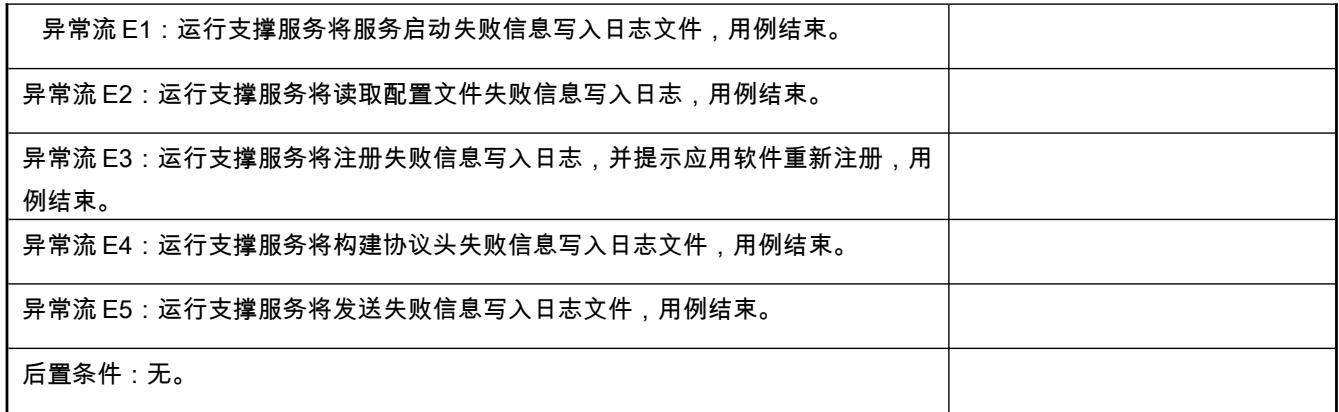 异常流 E1：运行支撑服务将服务启动失败信息写入日志文件，用例结束。
异常流 E2：运行支撑服务将读取配置文件失败信息写入日志，用例结束。
异常流 E3：运行支撑服务将注册失败信息写入日志，并提示应用软件重新注册，用
例结束。
异常流 E4：运行支撑服务将构建协议头失败信息写入日志文件，用例结束。
异常流 E5：运行支撑服务将发送失败信息写入日志文件，用例结束。
后置条件：无。